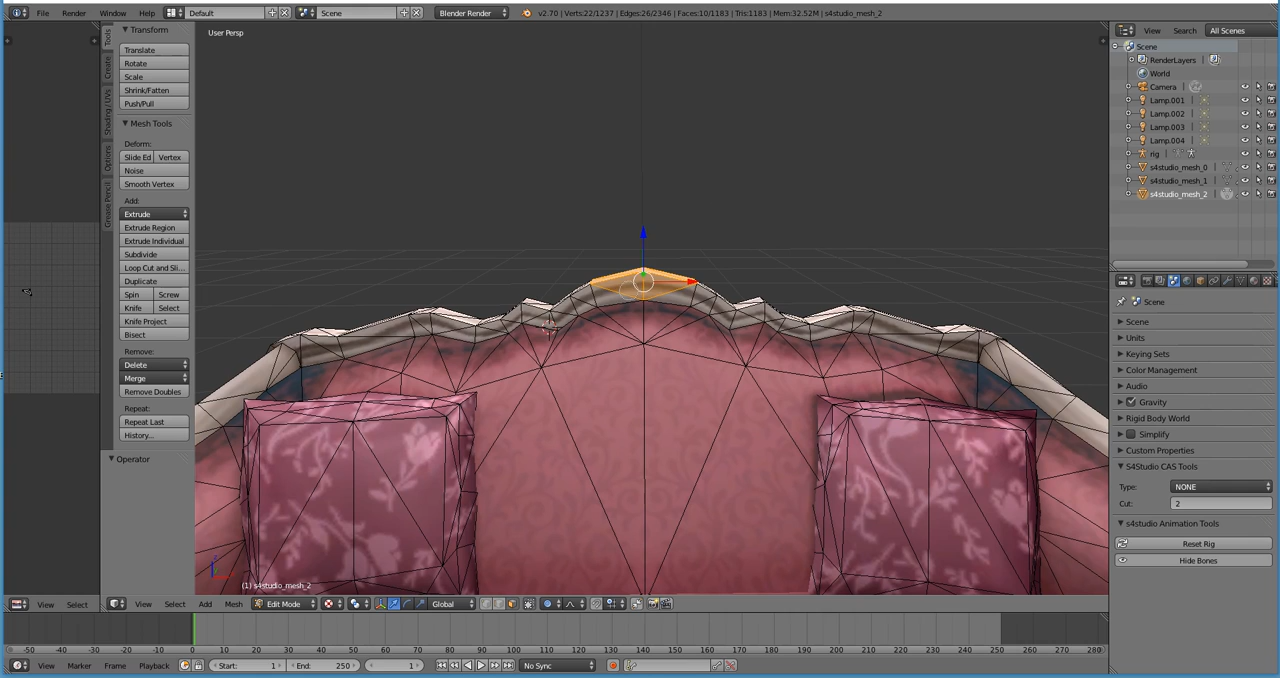 File Render Window Help Default Scene Blender Render v2.70 | Verts:22/1237 | Edges:26/2346 | Faces:10/1183 | Tris:1183 | Mem:32.52M | s4studio_mesh_2
Tools
Create
Shading / UVs
Options
Grease Pencil
Transform
Translate
Rotate
Scale
Shrink/Fatten
Push/Pull
Mesh Tools
Deform:
Slide Ed Vertex
Noise
Smooth Vertex
Add:
Extrude
Extrude Region
Extrude Individual
Subdivide
Loop Cut and Sli...
Duplicate
Spin Screw
Knife Select
Knife Project
Bisect
Remove:
Delete
Merge
Remove Doubles
Repeat:
Repeat Last
History...
Operator
User Persp
(1) s4studio_mesh_2
View Search All Scenes
Scene
RenderLayers
World
Camera
Lamp.001
Lamp.002
Lamp.003
Lamp.004
rig
s4studio_mesh_0
s4studio_mesh_1
s4studio_mesh_2
Scene
Scene
Units
Keying Sets
Color Management
Audio
Gravity
Rigid Body World
Simplify
Custom Properties
S4Studio CAS Tools
Type: NONE
Cut: 2
s4studio Animation Tools
Reset Rig
Hide Bones
View Select
View Select Add Mesh Edit Mode Global
-50 -40 -30 -20 -10 0 10 20 30 40 50 60 70 80 90 100 110 120 130 140 150 160 170 180 190 200 210 220 230 240 250 260 270 280
View Marker Frame Playback Start: 1 End: 250 1 No Sync